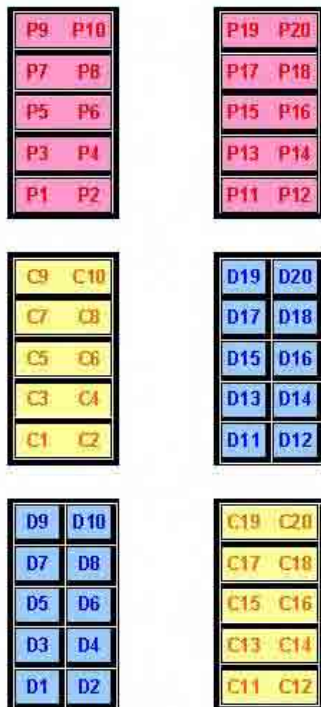 P9 P10 P19 P20
P7 P8 P17 P18
P5 P6 P15 P16
P3 P4 P13 P14
P1 P2 P11 P12
C9 C10 D19 D20
C7 C8 D17 D18
C5 C6 D15 D16
C3 C4 D13 D14
C1 C2 D11 D12
D9 D10 C19 C20
D7 D8 C17 C18
D5 D6 C15 C16
D3 D4 C13 C14
D1 D2 C11 C12